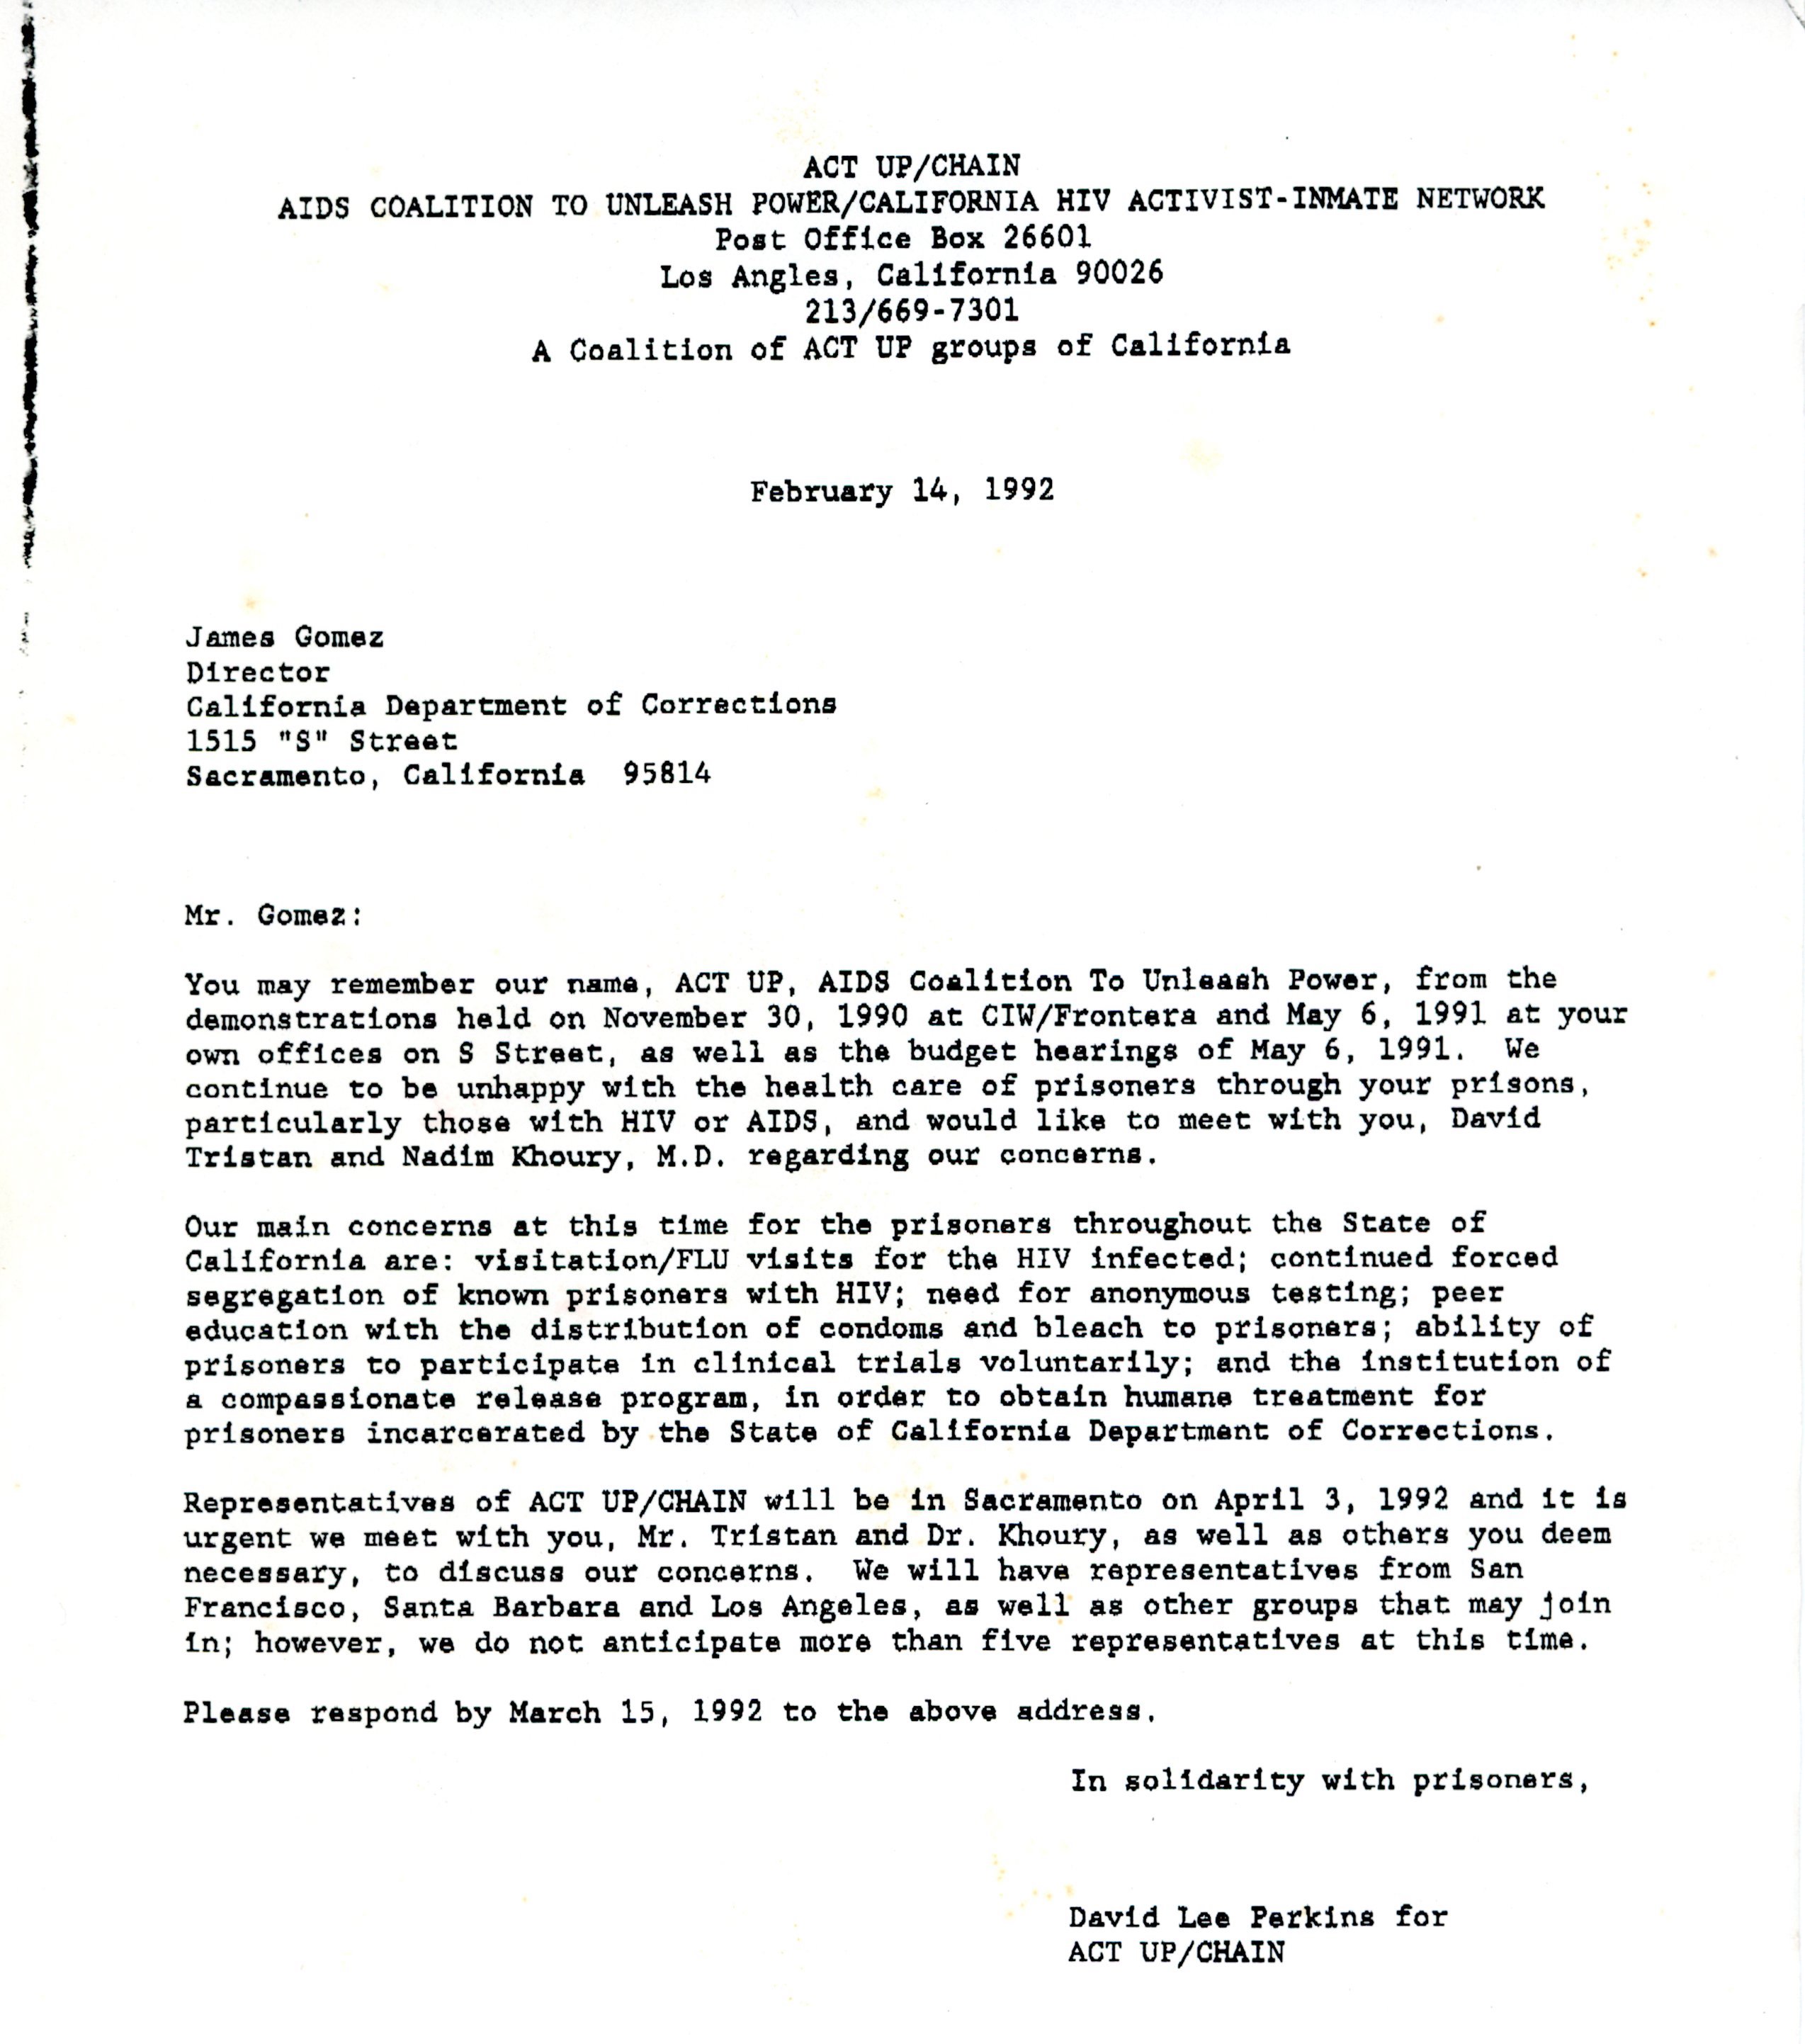 ACT UP/CHAIN
AIDS COALITION TO UNLEASH POWER/CALIFORNIA HIV ACTIVIST-INMATE NETWORK
Post Office Box 26601
Los Angles, California 90026
213/669-7301
A Coalition of ACT UP groups of California
February 14, 1992
James Gomez
Director
California Department of Corrections
1515 "S" Street
Sacramento, California  95814
Mr. Gomez:
You may remember our name, ACT UP, AIDS Coalition To Unleash Power, from the
demonstrations held on November 30, 1990 at CIW/Frontera and May 6, 1991 at your
own offices on S Street, as well as the budget hearings of May 6, 1991.  We
continue to be unhappy with the health care of prisoners through your prisons,
particularly those with HIV or AIDS, and would like to meet with you, David
Tristan and Nadim Khoury, M.D. regarding our concerns.
Our main concerns at this time for the prisoners throughout the State of
California are: visitation/FLU visits for the HIV infected; continued forced
segregation of known prisoners with HIV; need for anonymous testing; peer
education with the distribution of condoms and bleach to prisoners; ability of
prisoners to participate in clinical trials voluntarily; and the institution of
a compassionate release program, in order to obtain humane treatment for
prisoners incarcerated by the State of California Department of Corrections.
Representatives of ACT UP/CHAIN will be in Sacramento on April 3, 1992 and it is
urgent we meet with you, Mr. Tristan and Dr. Khoury, as well as others you deem
necessary, to discuss our concerns.  We will have representatives from San
Francisco, Santa Barbara and Los Angeles, as well as other groups that may join
in; however, we do not anticipate more than five representatives at this time.
Please respond by March 15, 1992 to the above address.
In solidarity with prisoners,
David Lee Perkins for
ACT UP/CHAIN